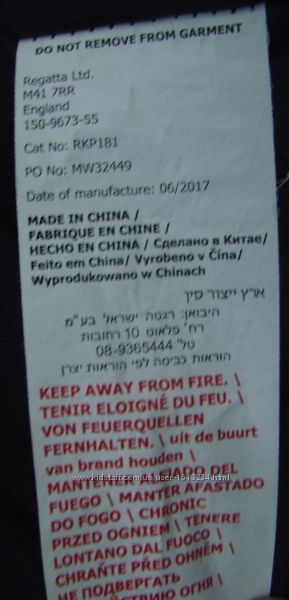 DO NOT REMOVE FROM GARMENT
Regatta Ltd.
M41 7RR
England
150-9673-55
Cat No: RKP181
PO No: MW32449
Date of manufacture: 06/2017
MADE IN CHINA /
FABRIQUE EN CHINE /
HECHO EN CHINA / Сделано в Китае/
Feito em China/ Vyrobeno v Čína/
Wyprodukowano w Chinach
ארץ ייצור סין
היבואן: רגטה ישראל בע"מ
רח' פלאוט 10 רחובות
טל" 08-9365444
הוראות כביסה לפי הוראות יצרן
KEEP AWAY FROM FIRE. \
TENIR ELOIGNÉ DU FEU. \
VON FEUERQUELLEN
FERNHALTEN. \ uit de buurt
van brand houden \
MANTENER ALEJADO DEL
FUEGO \ MANTER AFASTADO
DO FOGO \ CHRONIC
PRZED OGNIEM \ TENERE
LONTANO DAL FUOCO \
CHRAŇTE PŘED OHNĚM \
НЕ ПОДВЕРГАТЬ
ОГНЯ \